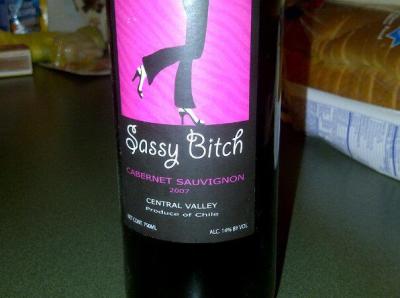 Sassy Bitch
CABERNET SAUVIGNON
2007
CENTRAL VALLEY
Produce of Chile
NET CONT. 750ML
ALC. 14% BY VOL.